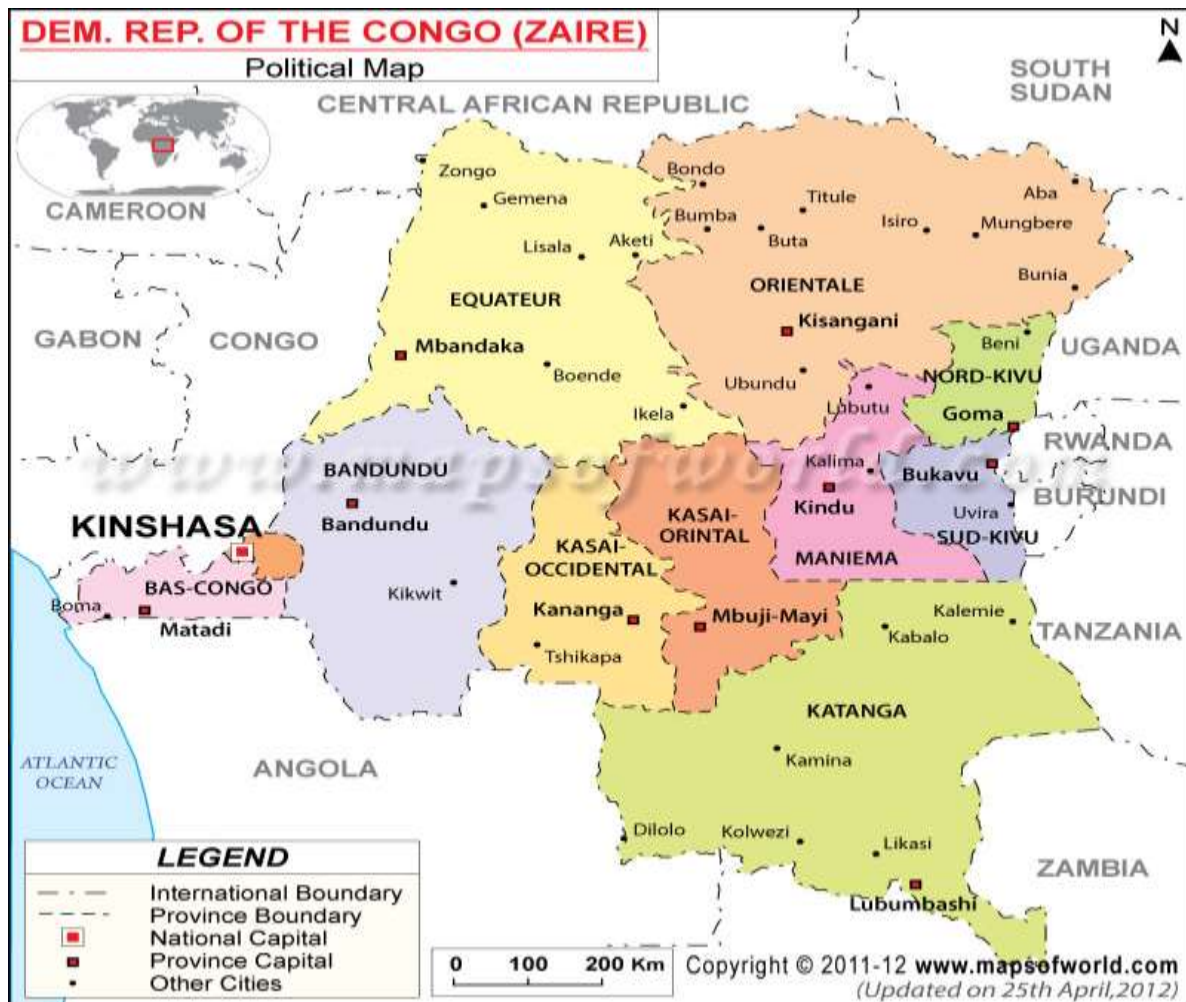 DEM. REP. OF THE CONGO (ZAIRE)
Political Map
N
SOUTH
SUDAN
CENTRAL AFRICAN REPUBLIC
CAMEROON
GABON
CONGO
UGANDA
RWANDA
BURUNDI
TANZANIA
ZAMBIA
ANGOLA
ATLANTIC
OCEAN
Zongo
Gemena
Lisala
Aketi
EQUATEUR
Mbandaka
Boende
Ikela
Bondo
Bumba
Titule
Buta
Isiro
Aba
Mungbere
Bunia
ORIENTALE
Kisangani
Ubundu
Beni
NORD-KIVU
Goma
Lubutu
Kalima
Kindu
MANIEMA
Bukavu
Uvira
SUD-KIVU
www.mapsofworld.com
BANDUNDU
Bandundu
Kikwit
KINSHASA
BAS-CONGO
Boma
Matadi
KASAI-
OCCIDENTAL
Kananga
Tshikapa
KASAI-
ORINTAL
Mbuji-Mayi
Kabalo
Kalemie
KATANGA
Kamina
Dilolo
Kolwezi
Likasi
Lubumbashi
LEGEND
International Boundary
Province Boundary
National Capital
Province Capital
Other Cities
0 100 200 Km
Copyright © 2011-12 www.mapsofworld.com
(Updated on 25th April,2012)